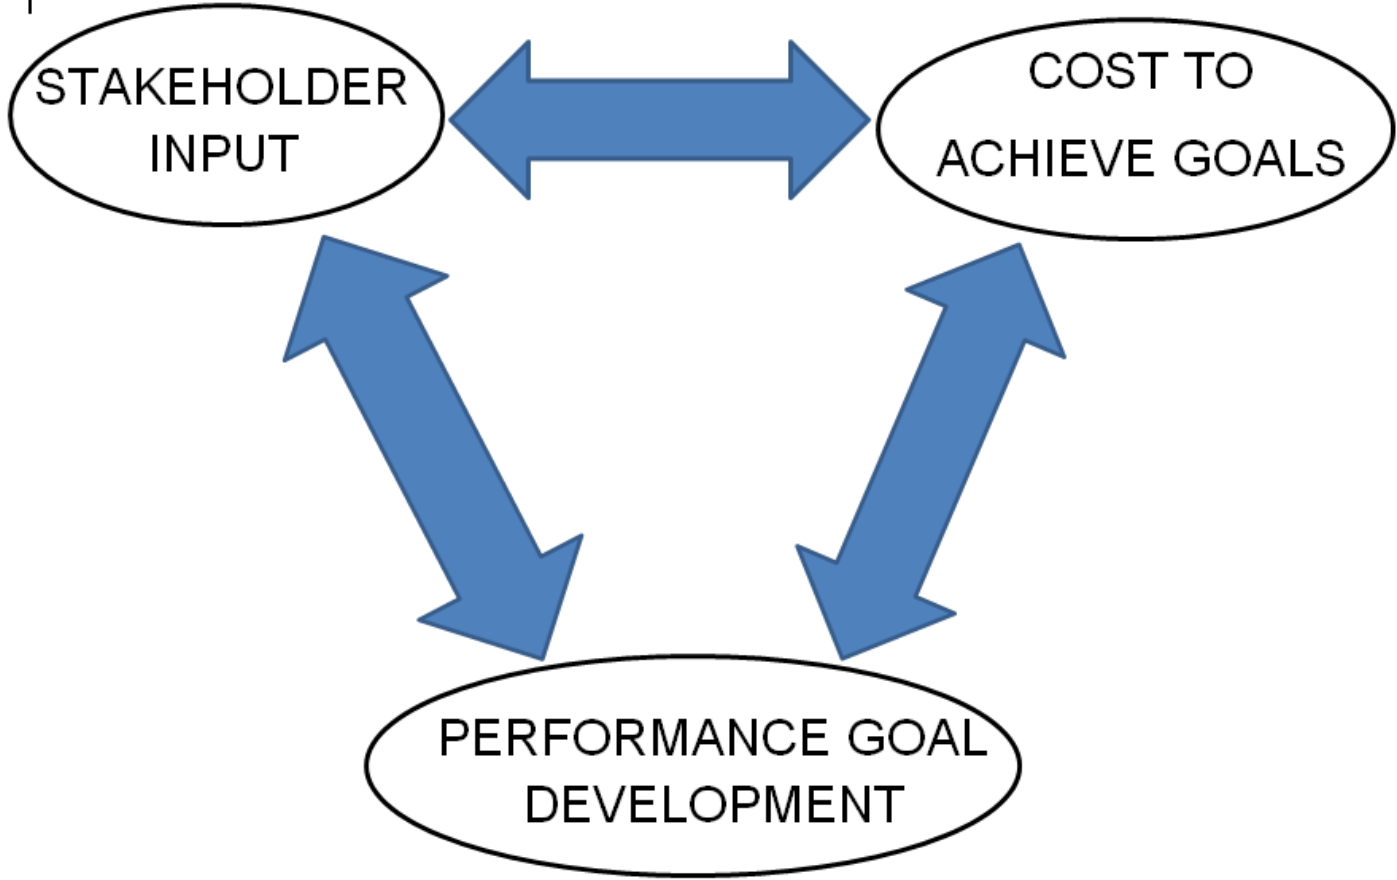 STAKEHOLDER
INPUT
COST TO
ACHIEVE GOALS
PERFORMANCE GOAL
DEVELOPMENT